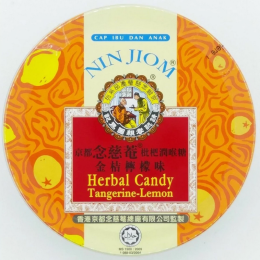 CAP IBU DAN ANAK
NIN JIOM
京都念慈菴枇杷潤喉糖
金桔檸檬味
Herbal Candy
Tangerine-Lemon
香港京都念慈菴總廠有限公司監製